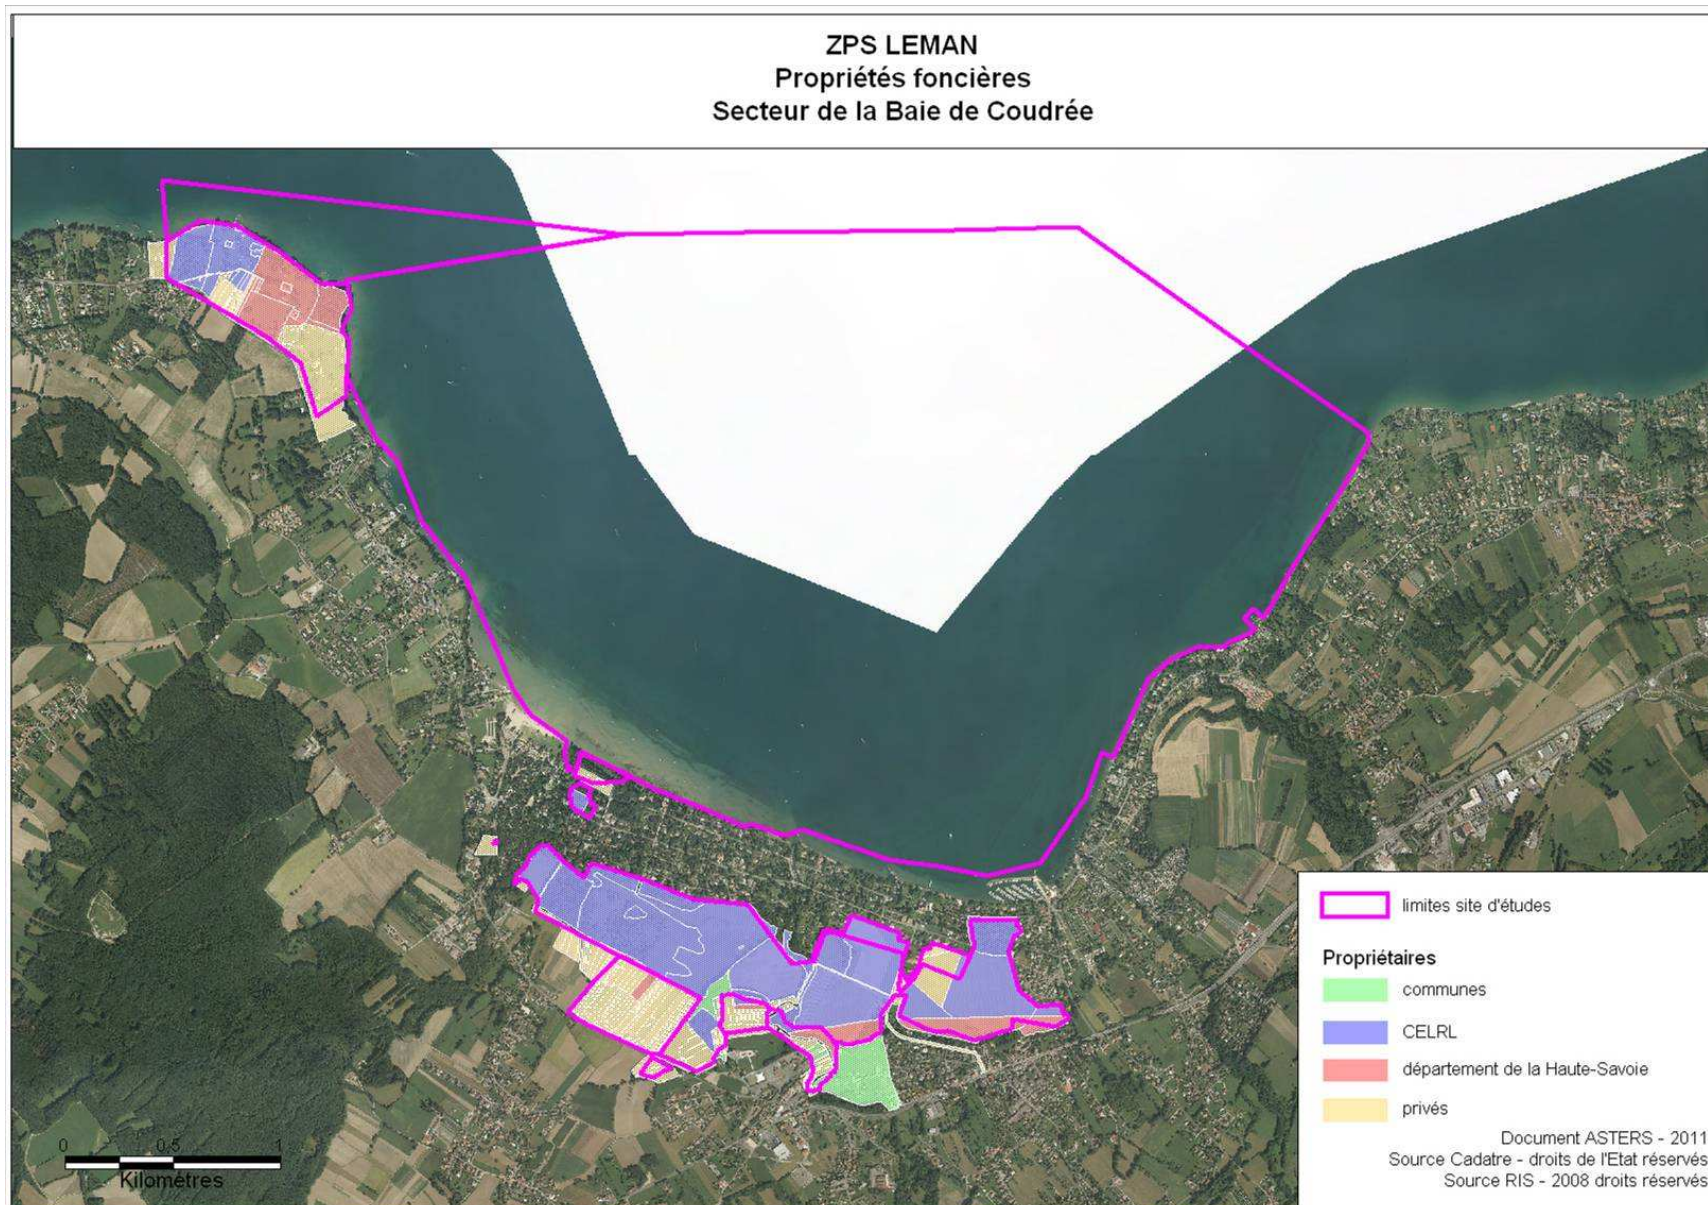 ZPS LEMAN
Propriétés foncières
Secteur de la Baie de Coudrée
limites site d'études
Propriétaires
communes
CELRL
département de la Haute-Savoie
privés
Document ASTERS - 2011
Source Cadatre - droits de l'Etat réservés
Source RIS - 2008 droits réservés
0 0.5 1
Kilomètres